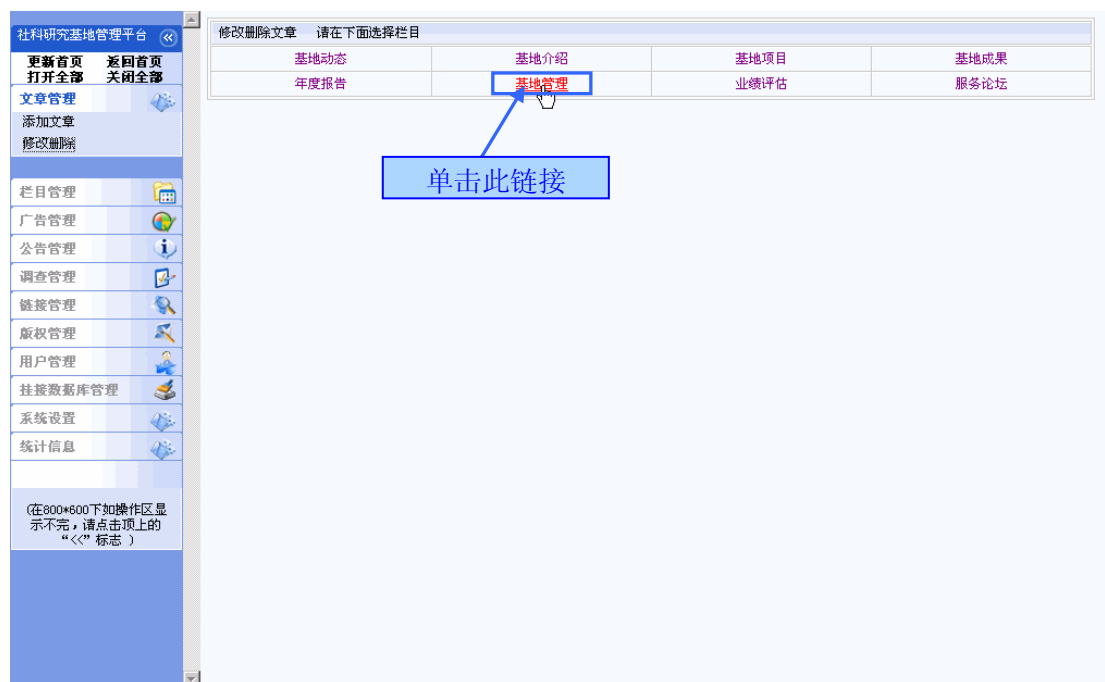 社科研究基地管理平台
更新首页 返回首页
打开全部 关闭全部
文章管理
添加文章
修改删除
栏目管理
广告管理
公告管理
调查管理
链接管理
版权管理
用户管理
挂接数据库管理
系统设置
统计信息
(在800*600下如操作区显
示不完,请点击顶上的
“<<”标志 )
修改删除文章 请在下面选择栏目
基地动态 基地介绍 基地项目 基地成果
年度报告 基地管理 业绩评估 服务论坛
单击此链接